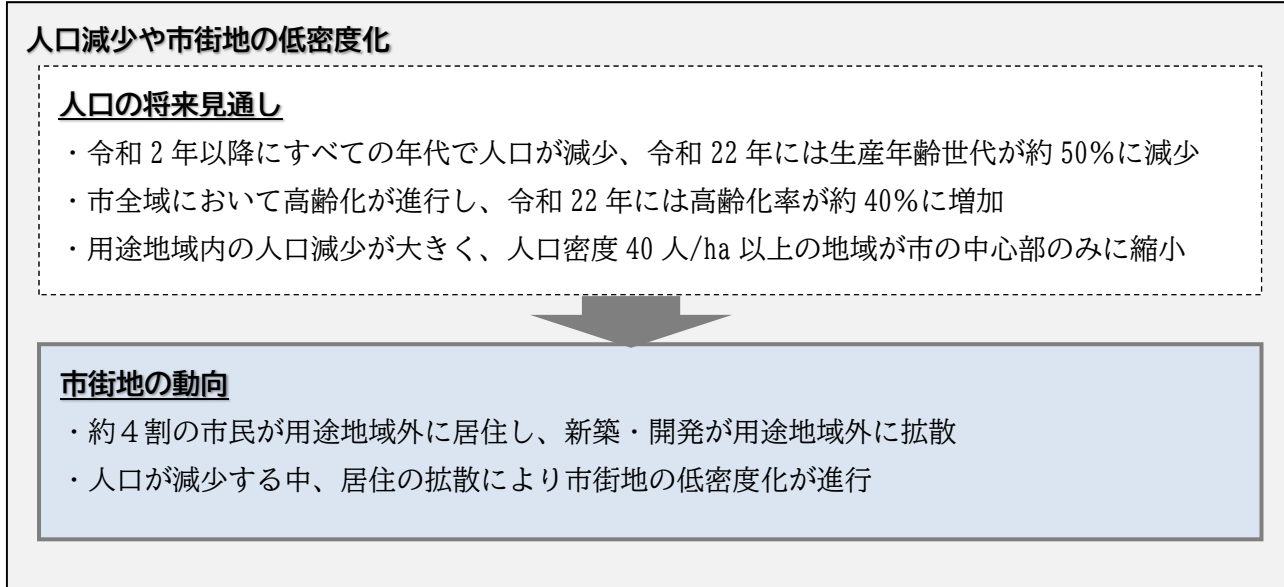 人口減少や市街地の低密度化
人口の将来見通し
・令和 2 年以降にすべての年代で人口が減少、令和 22 年には生産年齢世代が約 50%に減少
・市全域において高齢化が進行し、令和 22 年には高齢化率が約 40%に増加
・用途地域内の人口減少が大きく、人口密度 40 人/ha 以上の地域が市の中心部のみに縮小
市街地の動向
・約４割の市民が用途地域外に居住し、新築・開発が用途地域外に拡散
・人口が減少する中、居住の拡散により市街地の低密度化が進行